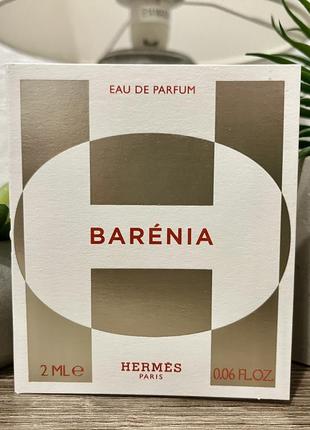 EAU DE PARFUM
BARÉNIA
2 ML ℮ HERMÈS 0.06 FL.OZ.
PARIS